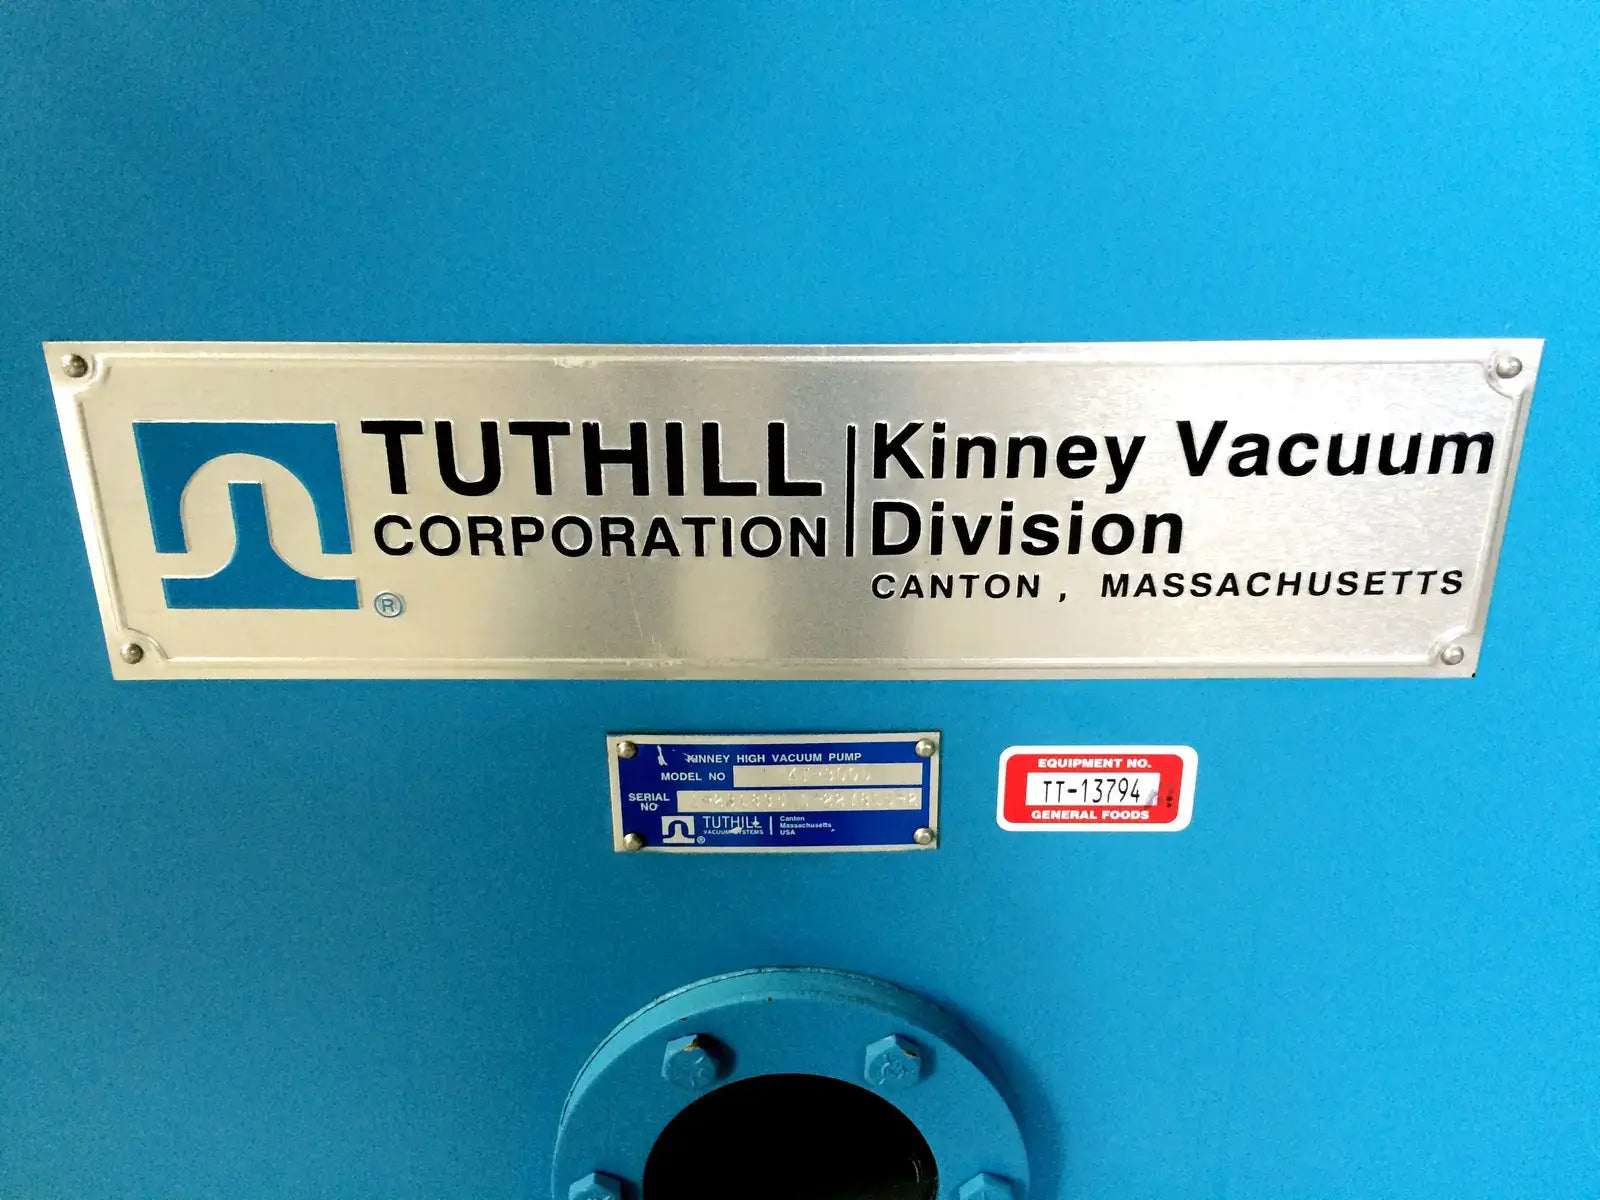 TUTHILL
CORPORATION
Kinney Vacuum
Division
CANTON, MASSACHUSETTS
®
KINNEY HIGH VACUUM PUMP
MODEL NO
SERIAL
NO
TUTHILL
VACUUM SYSTEMS
Canton
Massachusetts
USA
®
EQUIPMENT NO.
TT-13794
GENERAL FOODS